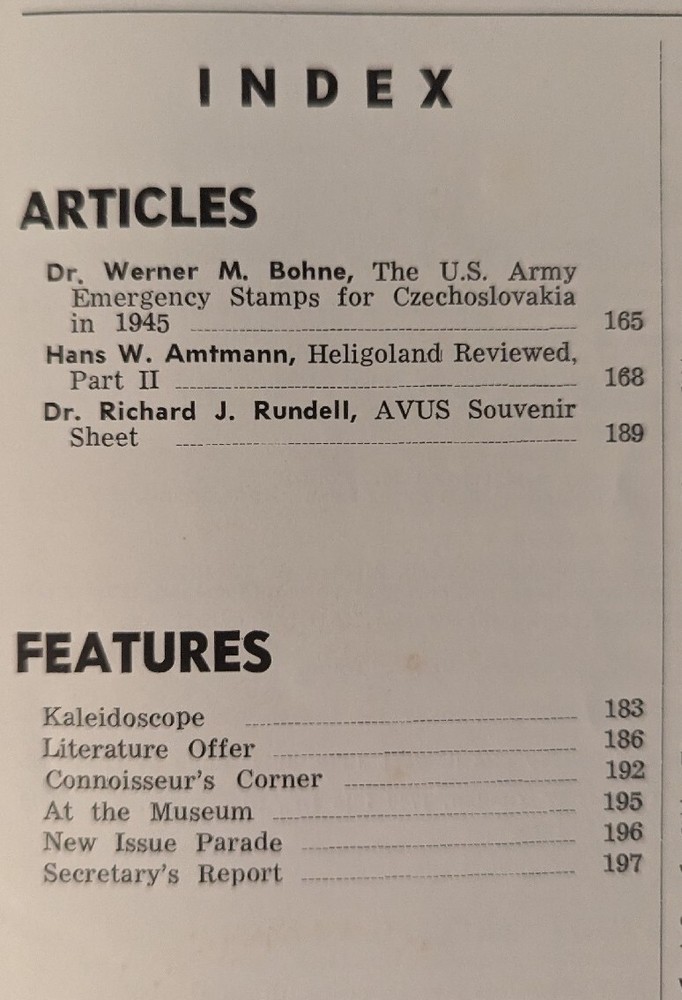 INDEX
ARTICLES
Dr. Werner M. Bohne, The U.S. Army
Emergency Stamps for Czechoslovakia
in 1945 165
Hans W. Amtmann, Heligoland Reviewed,
Part II 168
Dr. Richard J. Rundell, AVUS Souvenir
Sheet 189
FEATURES
Kaleidoscope 183
Literature Offer 186
Connoisseur's Corner 192
At the Museum 195
New Issue Parade 196
Secretary's Report 197